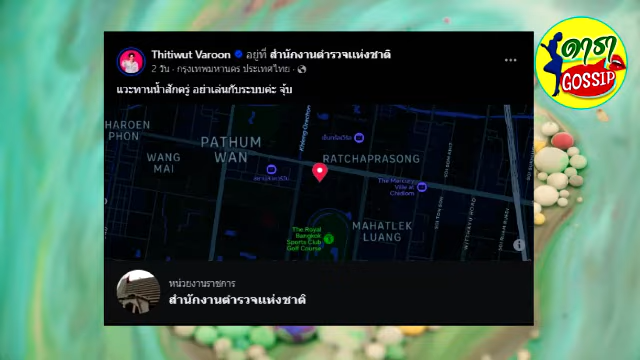 ดารา
GOSSIP
Thitiwut Varoon อยู่ที่ สำนักงานตำรวจแห่งชาติ
2 วัน · กรุงเทพมหานคร ประเทศไทย ·
แวะทานน้ำสักครู่ อย่าเล่นกับระบบค่ะ จุ้บ
HAROEN
PHON
PATHUM
WAN
WANG
MAI
RATCHAPRASONG
The Market
Ville at
Chidlom
The Royal
Bangkok
Sports Club
Golf Course
MAHATLEK
LUANG
หน่วยงานราชการ
สำนักงานตำรวจแห่งชาติ